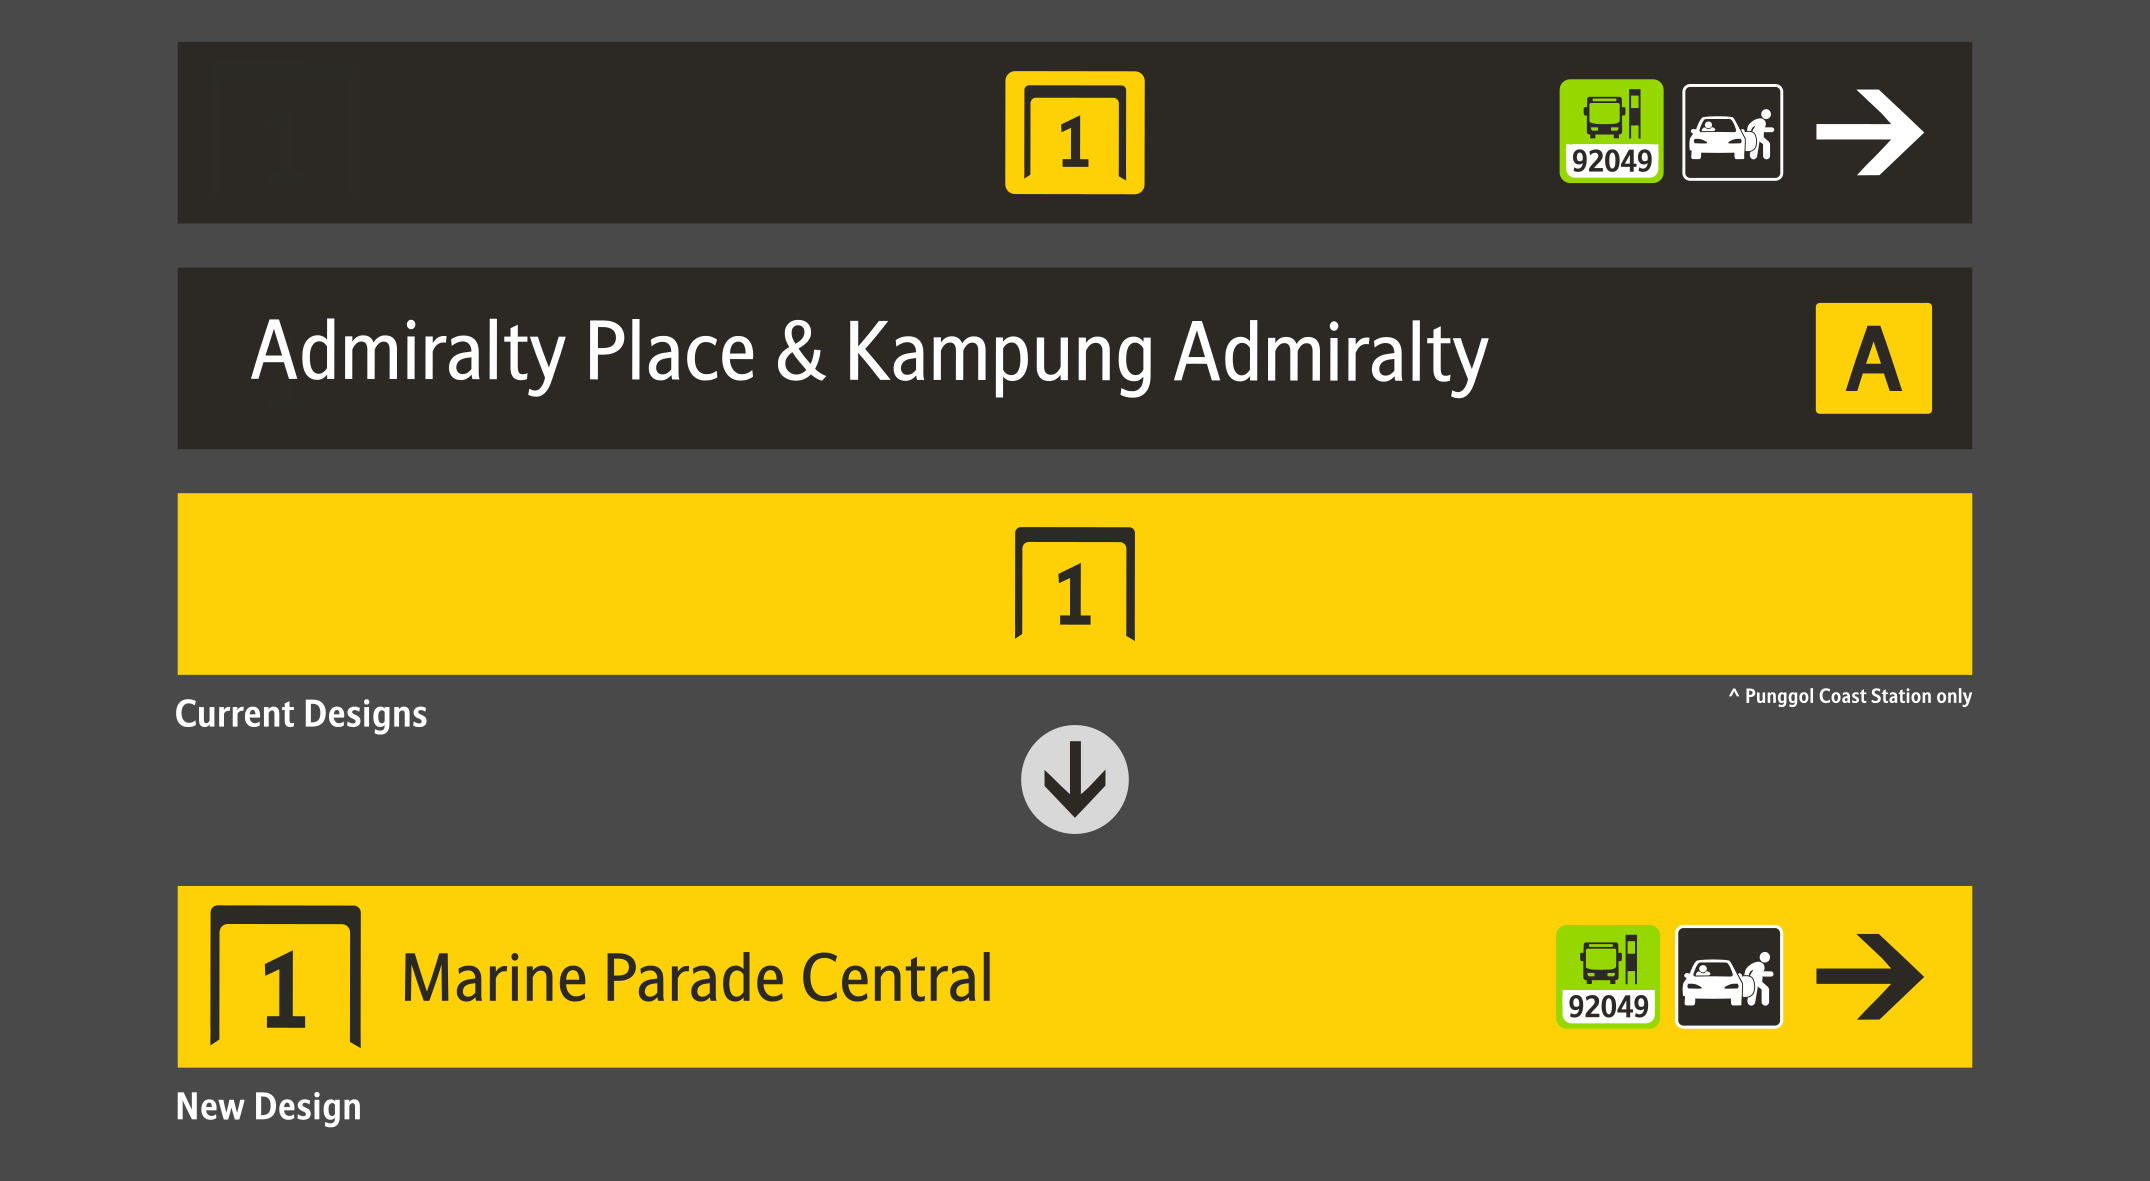 1
92049
Admiralty Place & Kampung Admiralty
A
1
Current Designs
^ Punggol Coast Station only
1
Marine Parade Central
92049
New Design